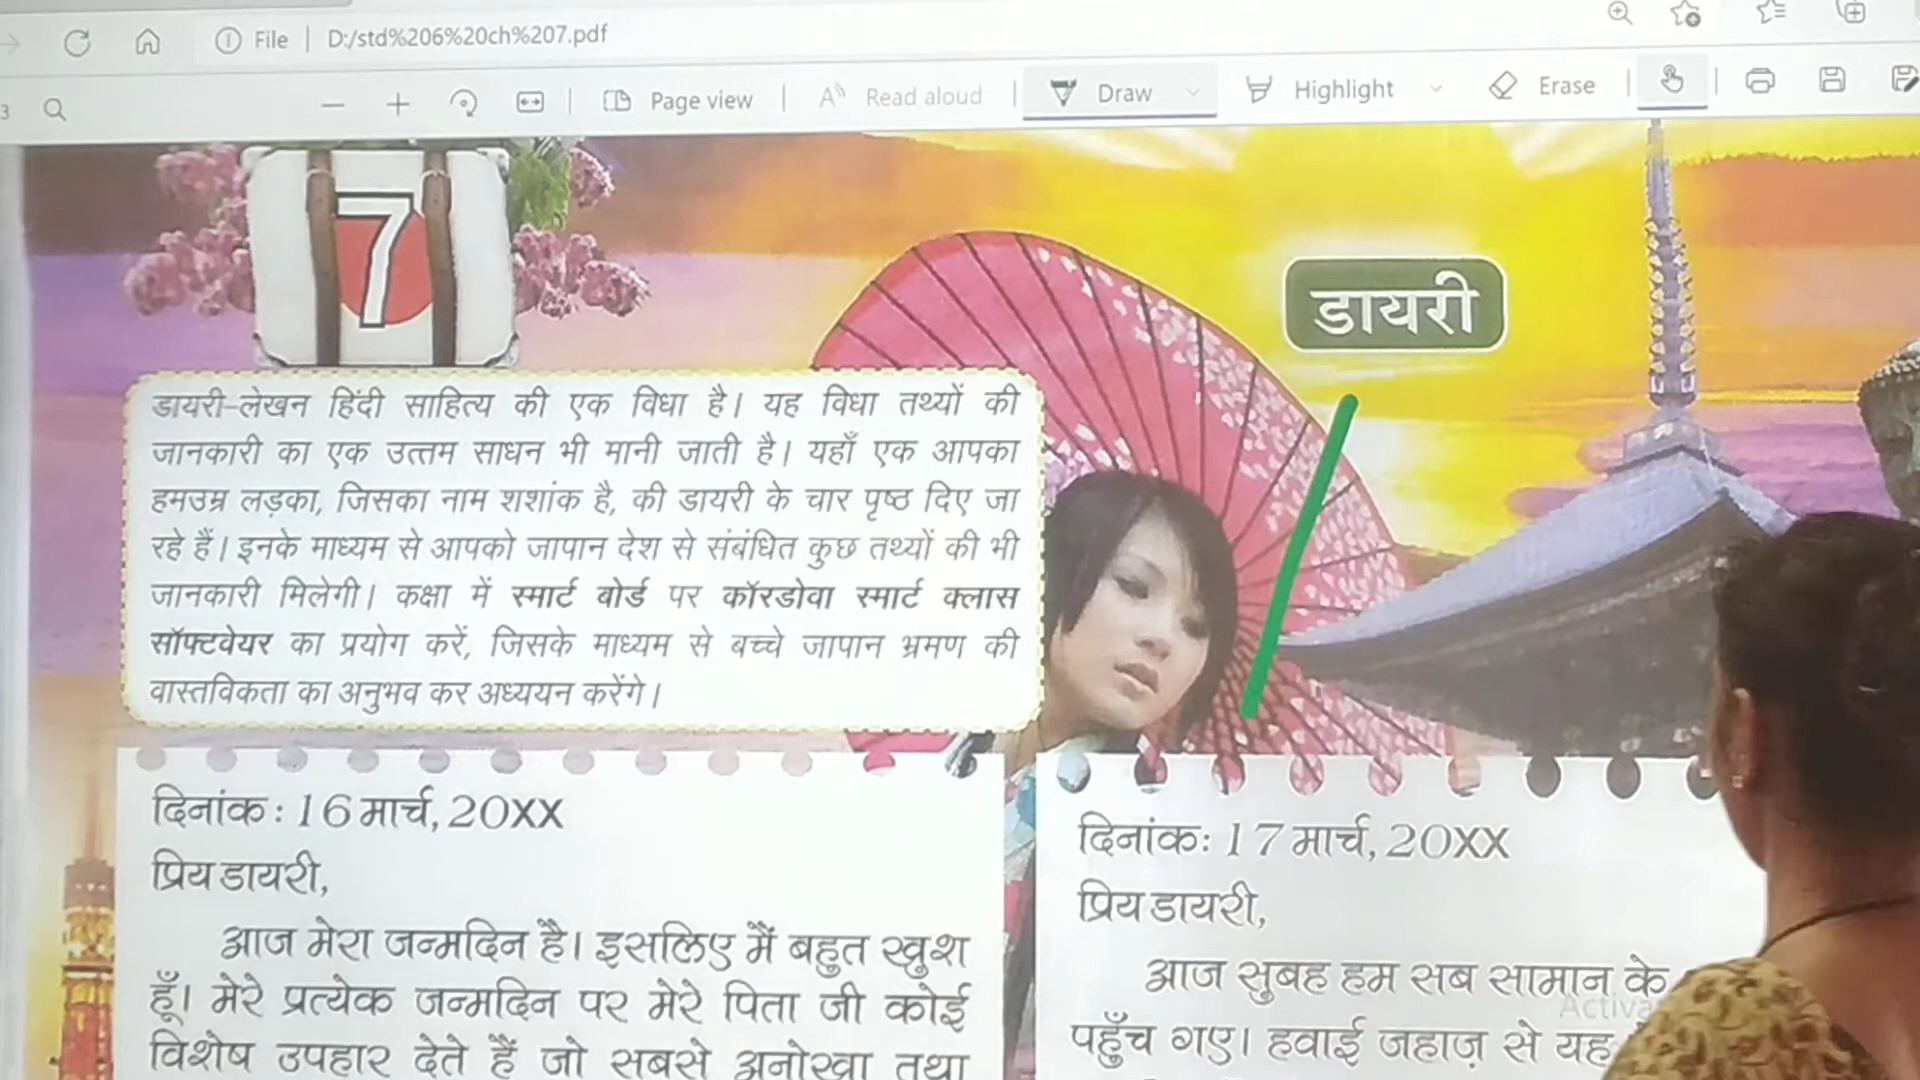 File | D:/std%206%20ch%207.pdf
3
Page view
Read aloud
Draw
Highlight
Erase
7
डायरी
डायरी-लेखन हिंदी साहित्य की एक विधा है। यह विधा तथ्यों की
जानकारी का एक उत्तम साधन भी मानी जाती है। यहाँ एक आपका
हमउम्र लड़का, जिसका नाम शशांक है, की डायरी के चार पृष्ठ दिए जा
रहे हैं। इनके माध्यम से आपको जापान देश से संबंधित कुछ तथ्यों की भी
जानकारी मिलेगी। कक्षा में स्मार्ट बोर्ड पर कॉरडोवा स्मार्ट क्लास
सॉफ्टवेयर का प्रयोग करें, जिसके माध्यम से बच्चे जापान भ्रमण की
वास्तविकता का अनुभव कर अध्ययन करेंगे।
दिनांक: 16 मार्च, 20XX
प्रिय डायरी,
आज मेरा जन्मदिन है। इसलिए मैं बहुत खुश
हूँ। मेरे प्रत्येक जन्मदिन पर मेरे पिता जी कोई
विशेष उपहार देते हैं जो सबसे अनोखा तथा
दिनांक: 17 मार्च, 20XX
प्रिय डायरी,
आज सुबह हम सब सामान के
पहुँच गए। हवाई जहाज़ से यह